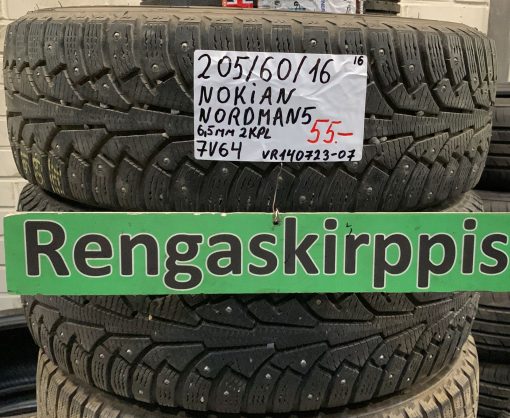 205/60/16
16
NOKIAN
NORDMAN5
6,5MM 2KPL
55.-
7V64
VR140723-07
Rengaskirppis